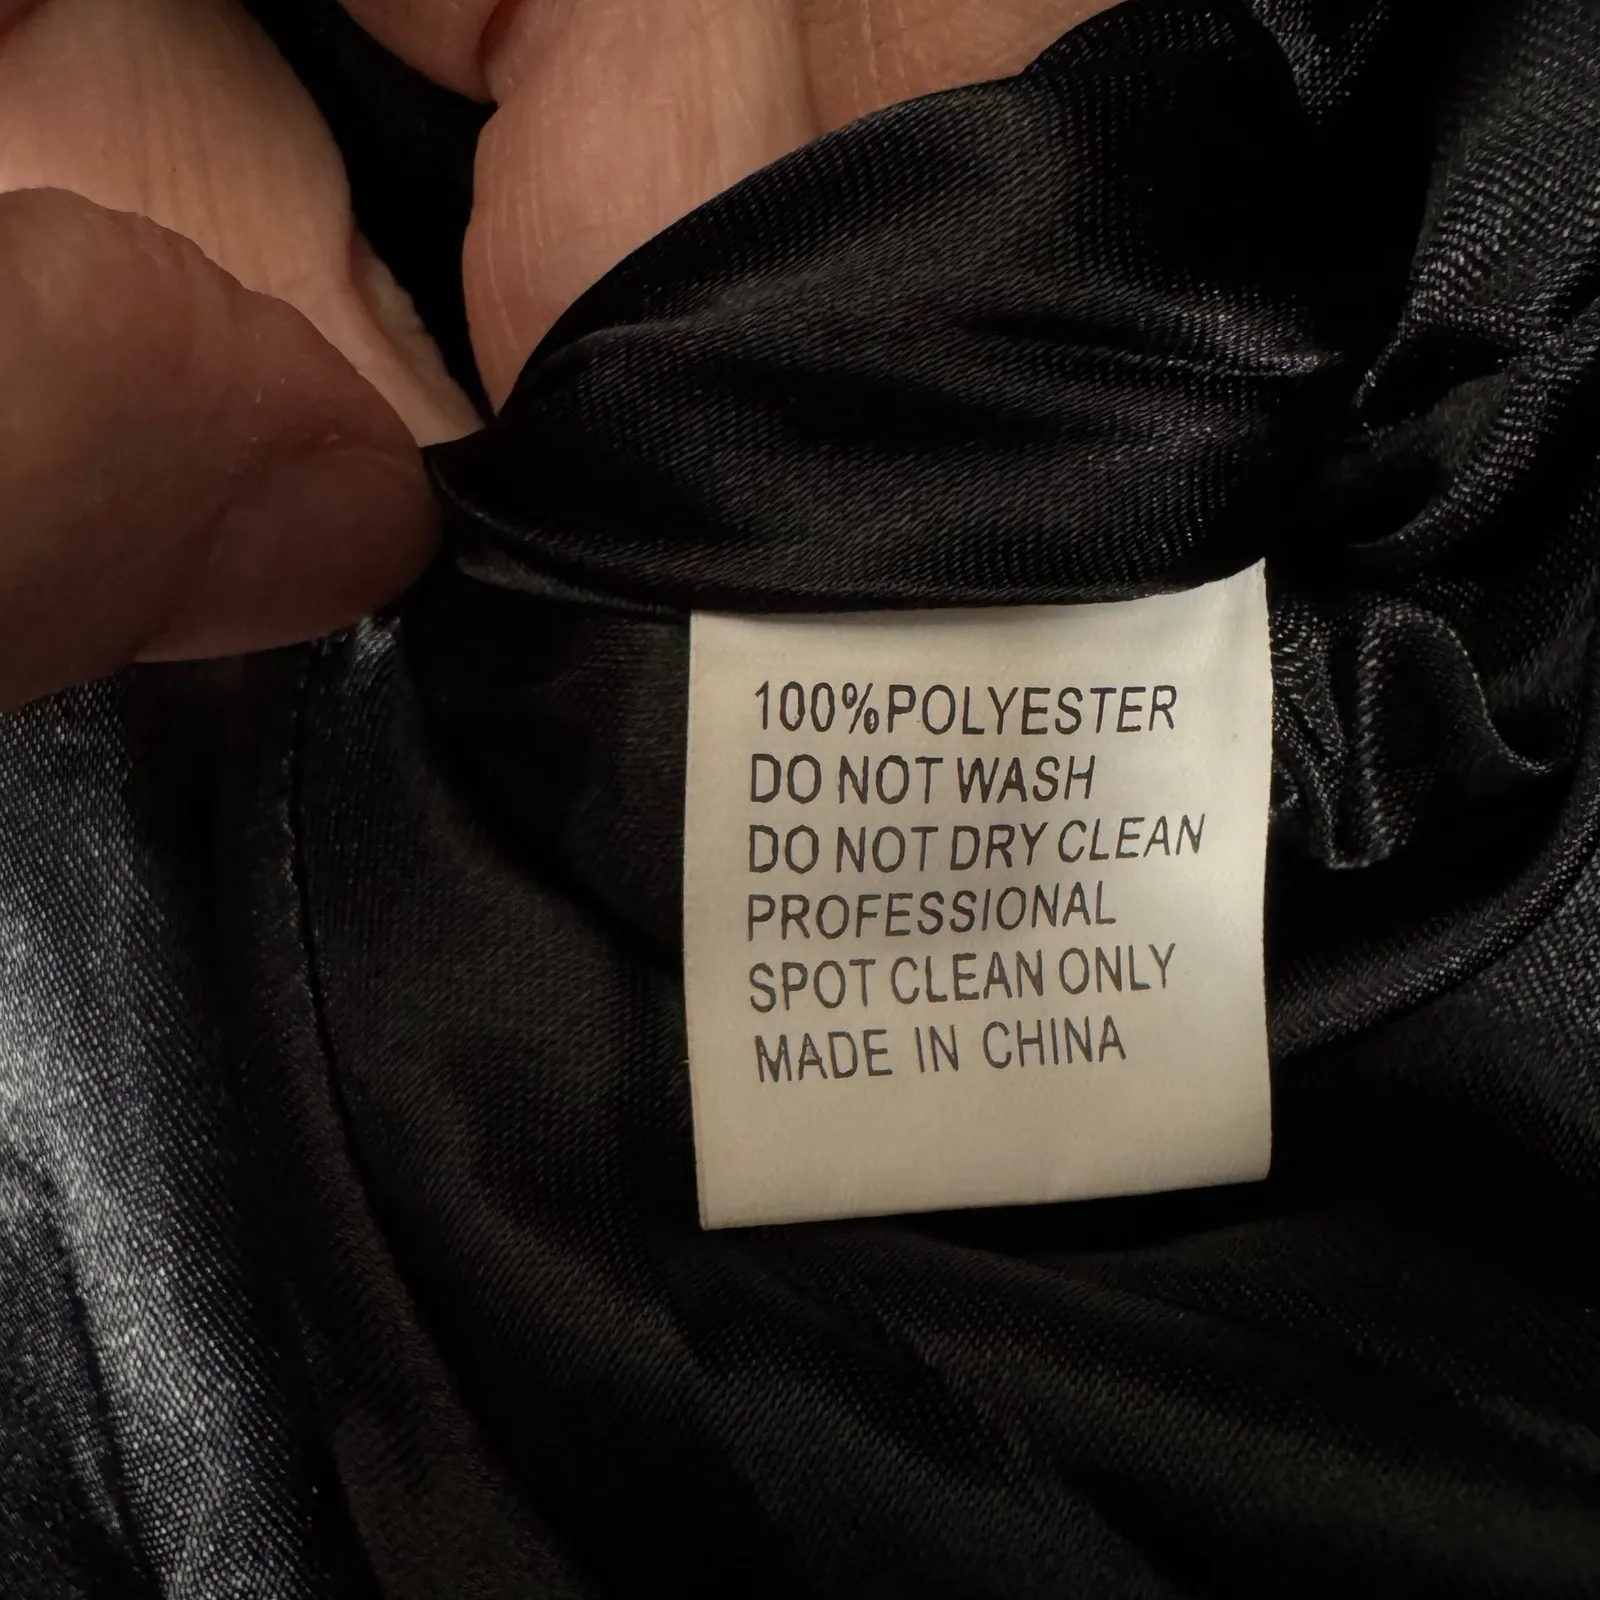 100%POLYESTER
DO NOT WASH
DO NOT DRY CLEAN
PROFESSIONAL
SPOT CLEAN ONLY
MADE IN CHINA